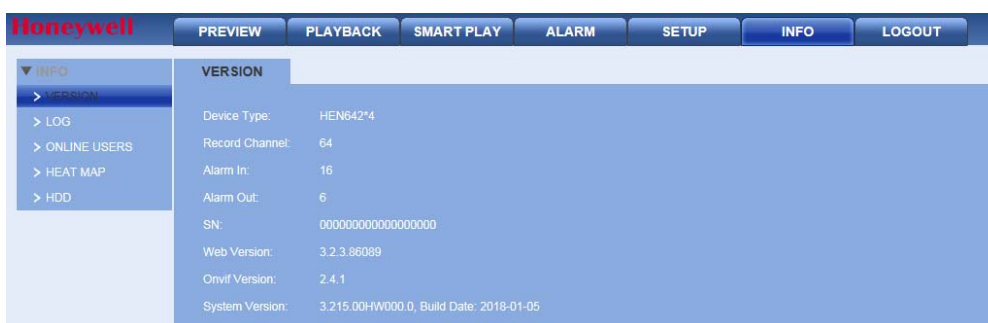 Honeywell
PREVIEW PLAYBACK SMART PLAY ALARM SETUP INFO LOGOUT
▼ INFO
> VERSION
> LOG
> ONLINE USERS
> HEAT MAP
> HDD
VERSION
Device Type: HEN642*4
Record Channel: 64
Alarm In: 16
Alarm Out: 6
SN: 000000000000000000
Web Version: 3.2.3.86089
Onvif Version: 2.4.1
System Version: 3.215.00HW000.0, Build Date: 2018-01-05